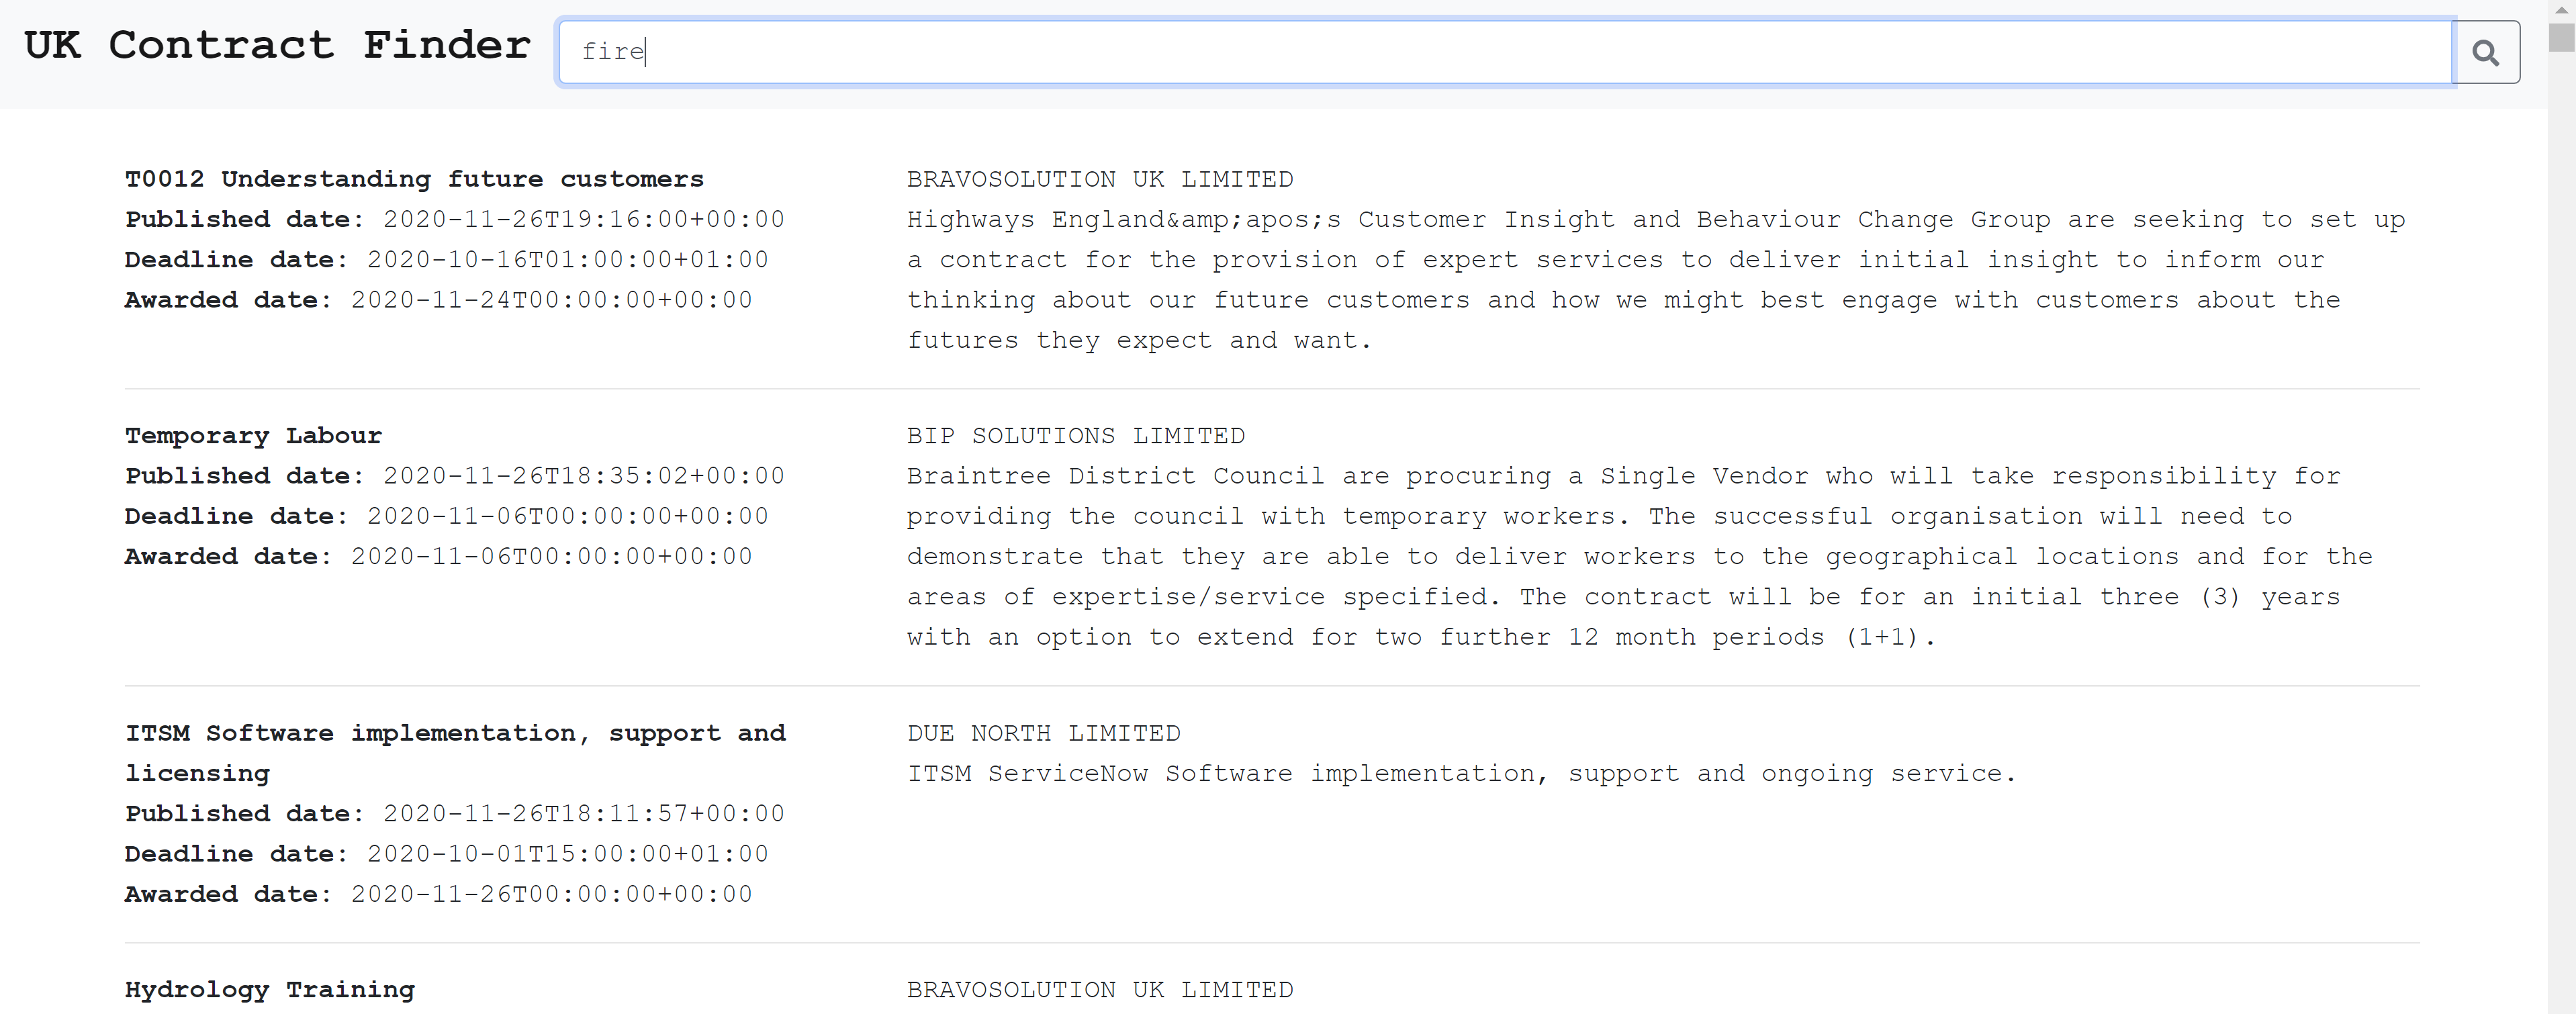 UK Contract Finder
fire
T0012 Understanding future customers
Published date: 2020-11-26T19:16:00+00:00
Deadline date: 2020-10-16T01:00:00+01:00
Awarded date: 2020-11-24T00:00:00+00:00
BRAVOSOLUTION UK LIMITED
Highways England&amp;apos;s Customer Insight and Behaviour Change Group are seeking to set up
a contract for the provision of expert services to deliver initial insight to inform our
thinking about our future customers and how we might best engage with customers about the
futures they expect and want.
Temporary Labour
Published date: 2020-11-26T18:35:02+00:00
Deadline date: 2020-11-06T00:00:00+00:00
Awarded date: 2020-11-06T00:00:00+00:00
BIP SOLUTIONS LIMITED
Braintree District Council are procuring a Single Vendor who will take responsibility for
providing the council with temporary workers. The successful organisation will need to
demonstrate that they are able to deliver workers to the geographical locations and for the
areas of expertise/service specified. The contract will be for an initial three (3) years
with an option to extend for two further 12 month periods (1+1).
ITSM Software implementation, support and
licensing
Published date: 2020-11-26T18:11:57+00:00
Deadline date: 2020-10-01T15:00:00+01:00
Awarded date: 2020-11-26T00:00:00+00:00
DUE NORTH LIMITED
ITSM ServiceNow Software implementation, support and ongoing service.
Hydrology Training
BRAVOSOLUTION UK LIMITED